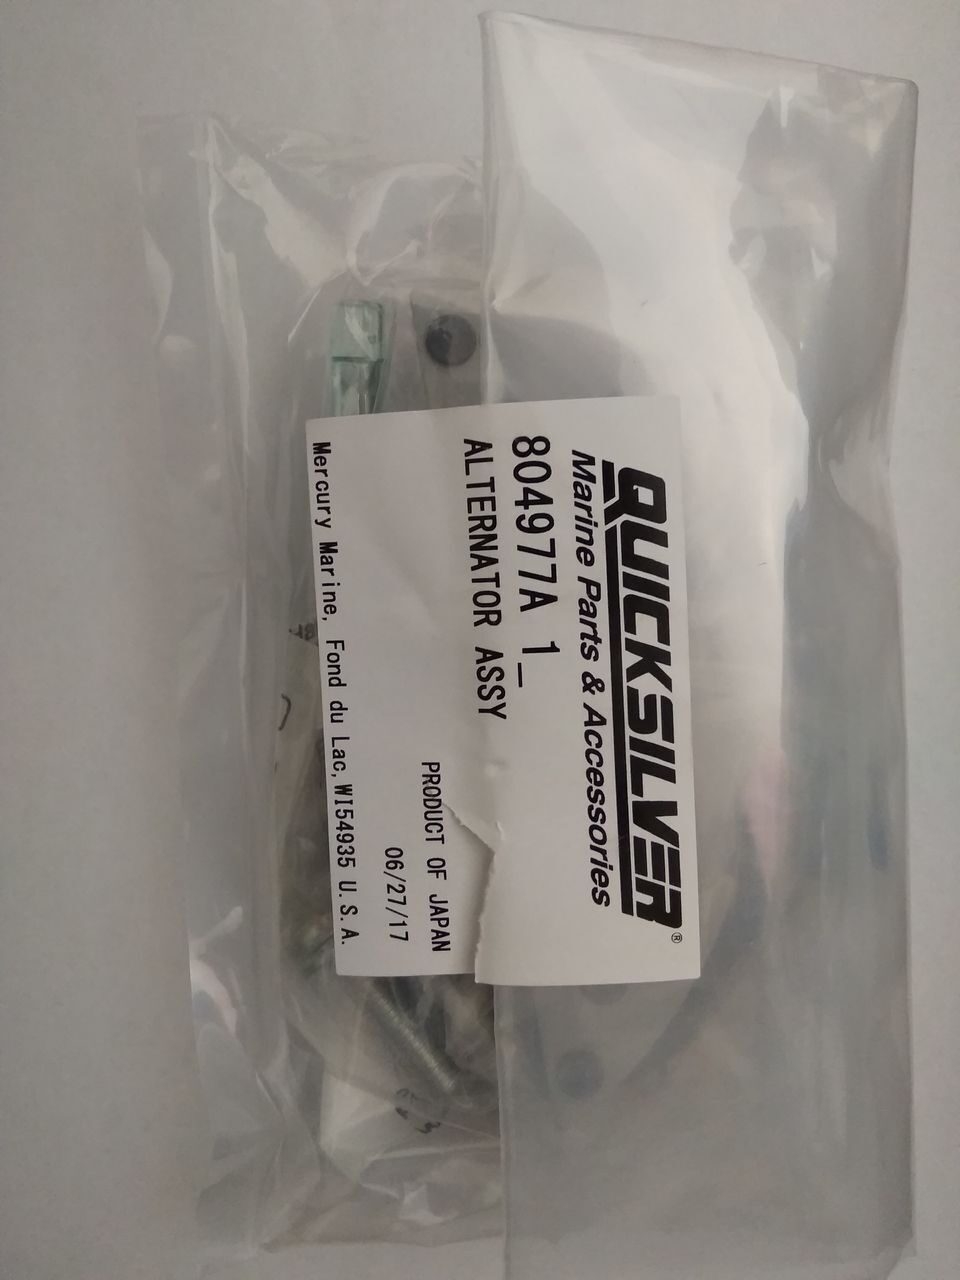 QUICKSILVER®
Marine Parts & Accessories
804977A 1_
ALTERNATOR ASSY
PRODUCT OF JAPAN
06/27/17
Mercury Marine, Fond du Lac, WI54935 U.S.A.